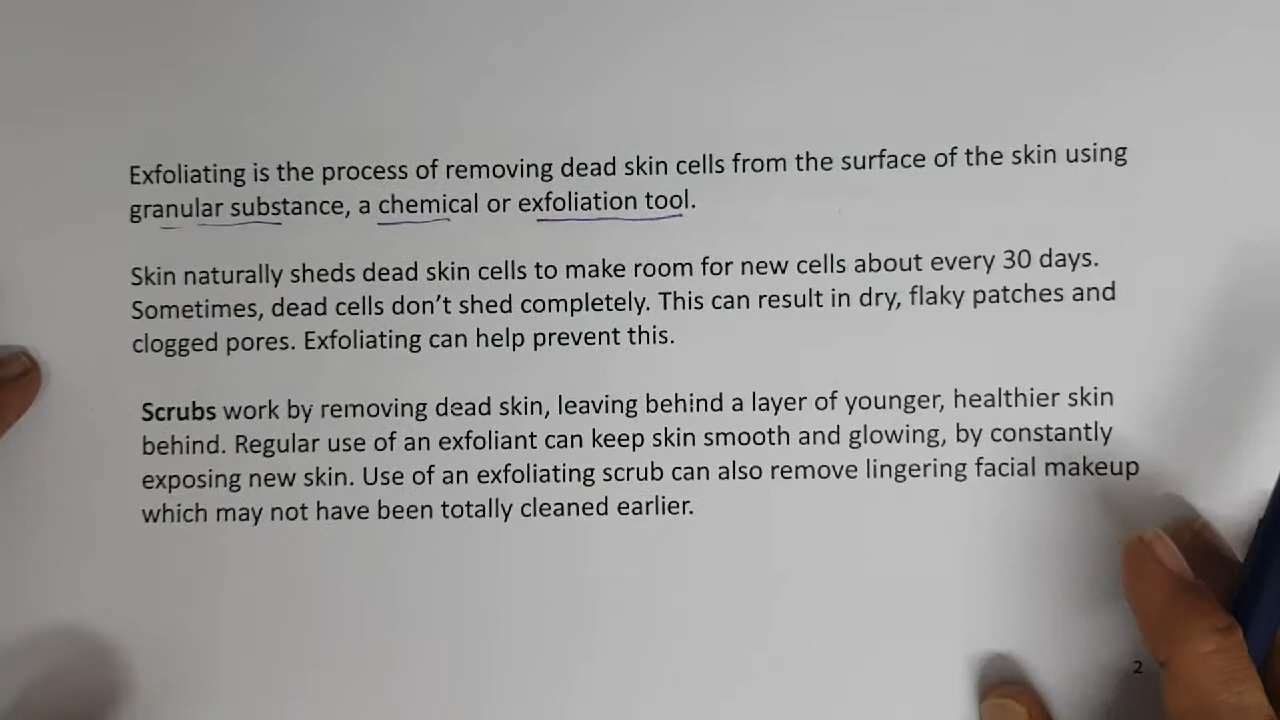 Exfoliating is the process of removing dead skin cells from the surface of the skin using
granular substance, a chemical or exfoliation tool.
Skin naturally sheds dead skin cells to make room for new cells about every 30 days.
Sometimes, dead cells don’t shed completely. This can result in dry, flaky patches and
clogged pores. Exfoliating can help prevent this.
Scrubs work by removing dead skin, leaving behind a layer of younger, healthier skin
behind. Regular use of an exfoliant can keep skin smooth and glowing, by constantly
exposing new skin. Use of an exfoliating scrub can also remove lingering facial makeup
which may not have been totally cleaned earlier.
2